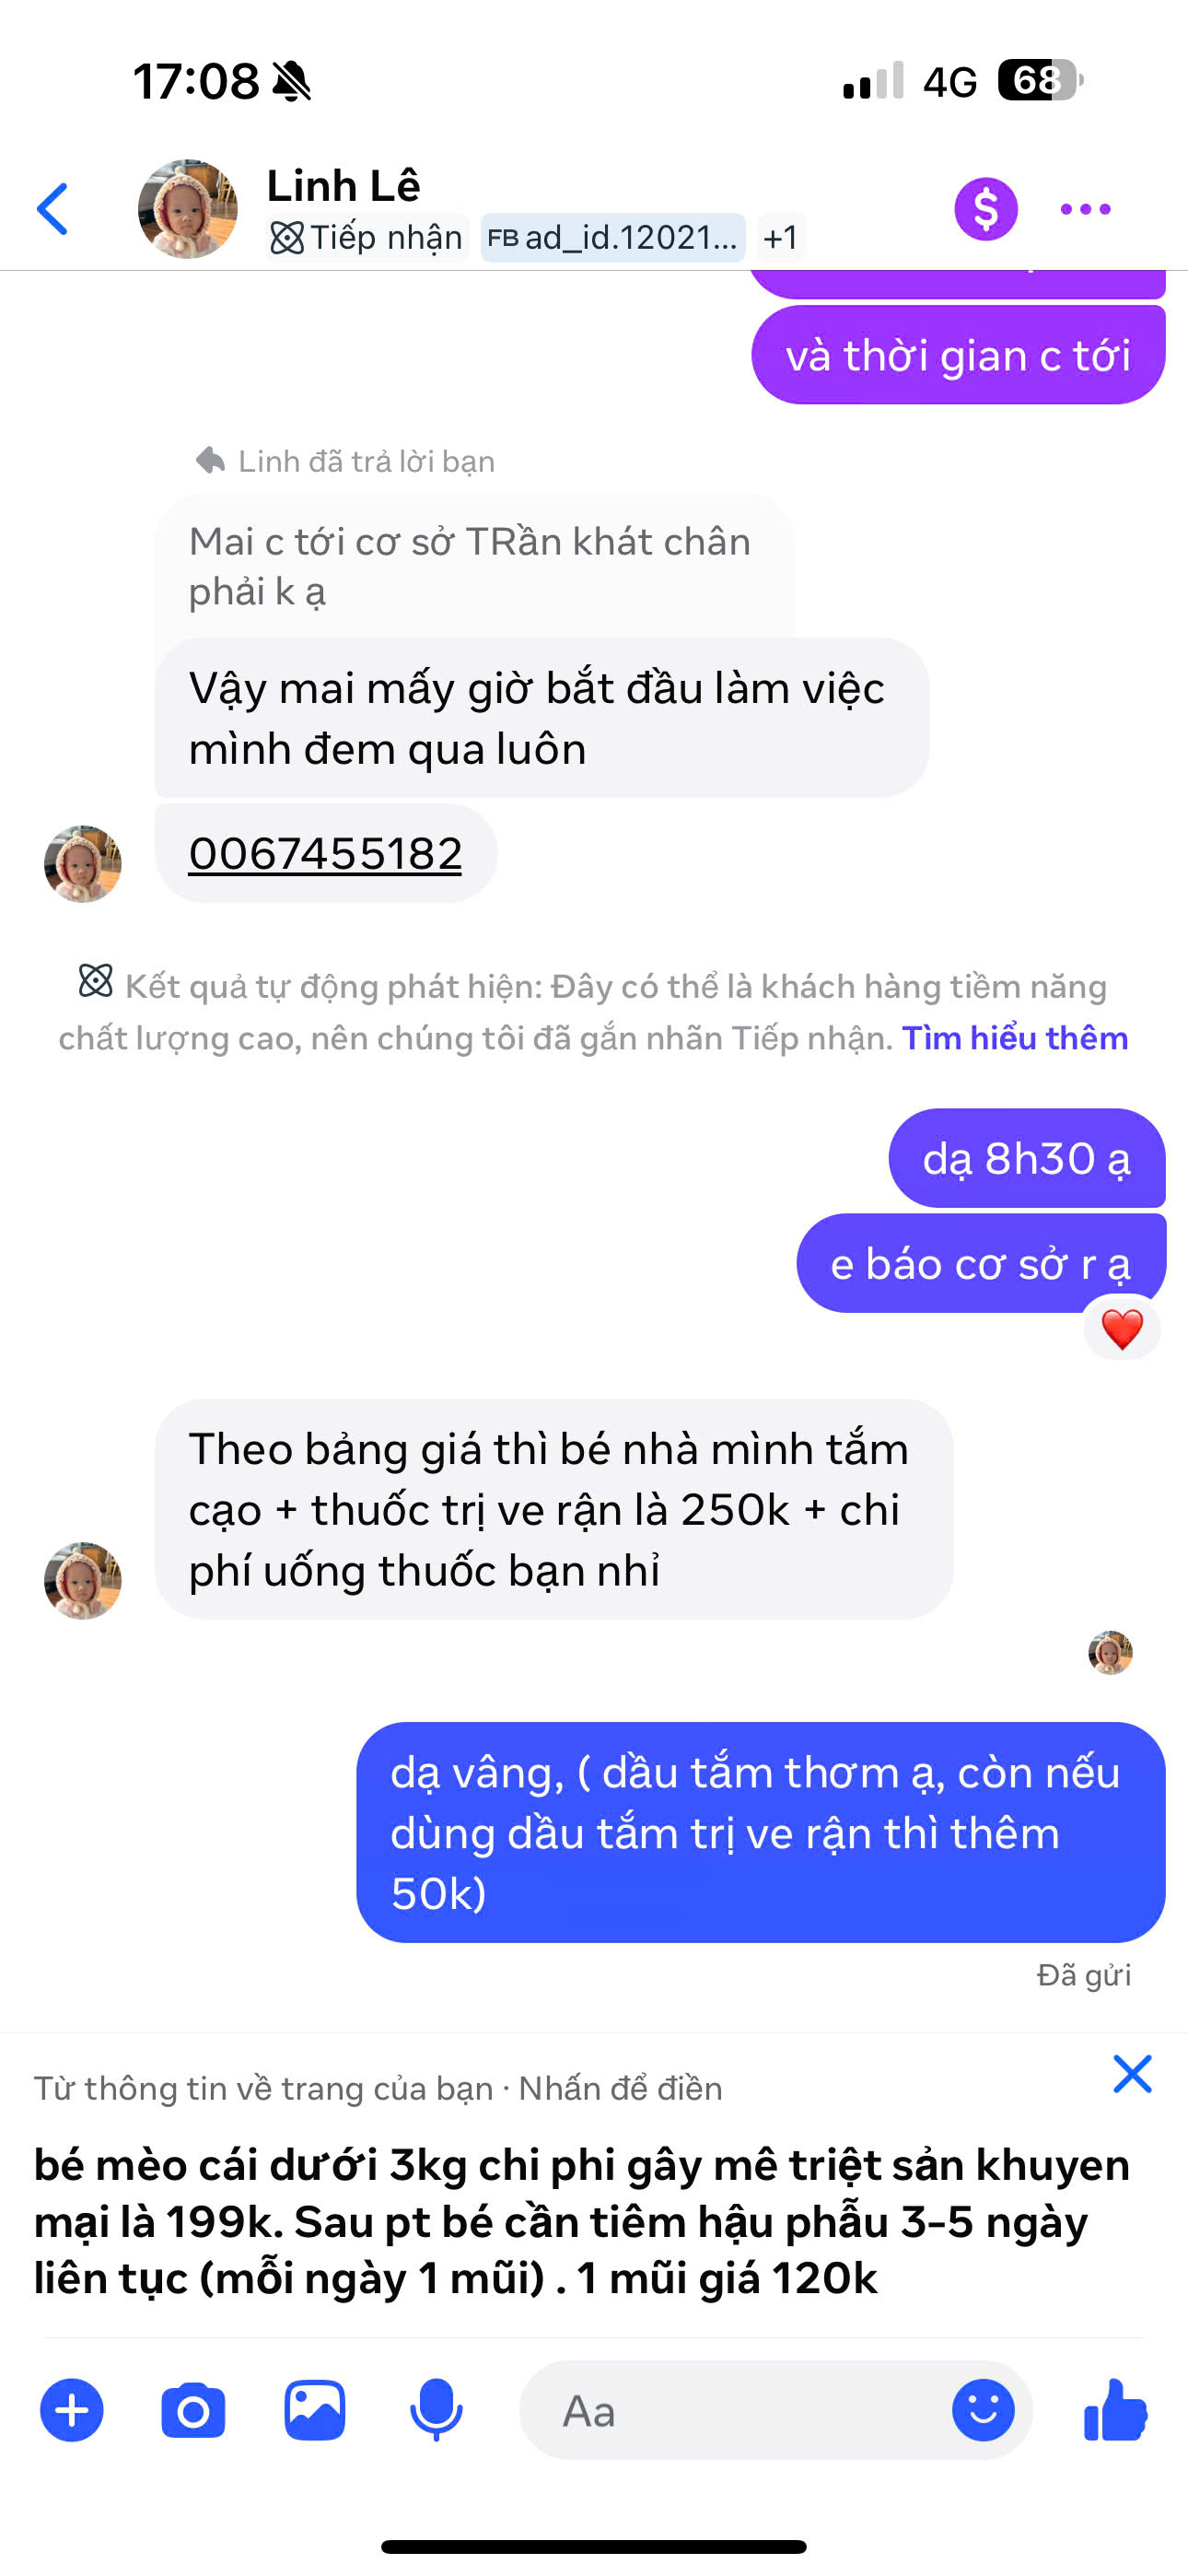 17:08
4G
68
Linh Lê
Tiếp nhận
FB ad_id.12021...
+1
và thời gian c tới
Linh đã trả lời bạn
Mai c tới cơ sở TRần khát chân
phải k ạ
Vậy mai mấy giờ bắt đầu làm việc
mình đem qua luôn
0067455182
Kết quả tự động phát hiện: Đây có thể là khách hàng tiềm năng
chất lượng cao, nên chúng tôi đã gắn nhãn Tiếp nhận. Tìm hiểu thêm
dạ 8h30 ạ
e báo cơ sở r ạ
Theo bảng giá thì bé nhà mình tắm
cạo + thuốc trị ve rận là 250k + chi
phí uống thuốc bạn nhỉ
dạ vâng, ( dầu tắm thơm ạ, còn nếu
dùng dầu tắm trị ve rận thì thêm
50k)
Đã gửi
Từ thông tin về trang của bạn · Nhấn để điền
bé mèo cái dưới 3kg chi phi gây mê triệt sản khuyen
mại là 199k. Sau pt bé cần tiêm hậu phẫu 3-5 ngày
liên tục (mỗi ngày 1 mũi) . 1 mũi giá 120k
Aa